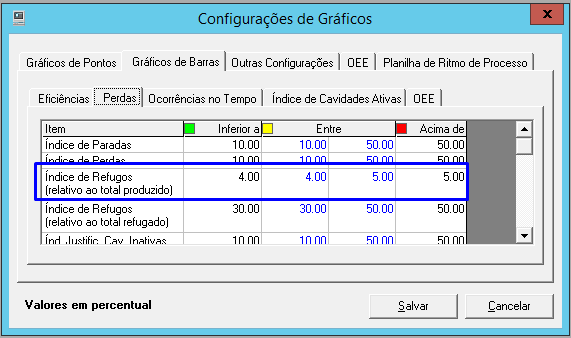 Configurações de Gráficos
x
Gráficos de Pontos Gráficos de Barras Outras Configurações OEE Planilha de Ritmo de Processo
Eficiências Perdas Ocorrências no Tempo Índice de Cavidades Ativas OEE
Item Inferior a Entre Acima de
Índice de Paradas 10.00 10.00 50.00 50.00
Índice de Perdas 10.00 10.00 50.00 50.00
Índice de Refugos 4.00 4.00 5.00 5.00
(relativo ao total produzido)
Índice de Refugos 30.00 30.00 50.00 50.00
(relativo ao total refugado)
Índ. Justific. Cav. Inativas 10.00 10.00 50.00 50.00
Valores em percentual
Salvar Cancelar